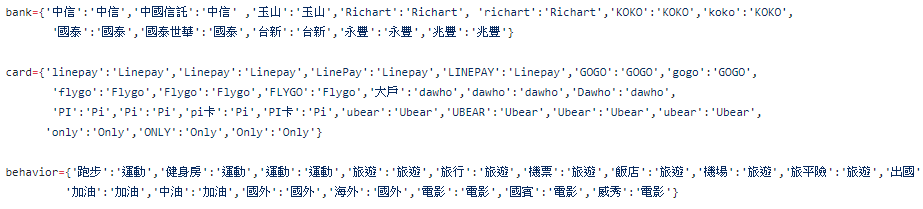 bank={'中信':'中信','中國信託':'中信' ,'玉山':'玉山','Richart':'Richart', 'richart':'Richart','KOKO':'KOKO','koko':'KOKO',
'國泰':'國泰','國泰世華':'國泰','台新':'台新','永豐':'永豐','兆豐':'兆豐'}
card={'linepay':'Linepay','Linepay':'Linepay','LinePay':'Linepay','LINEPAY':'Linepay','GOGO':'GOGO','gogo':'GOGO',
'flygo':'Flygo','Flygo':'Flygo','FLYGO':'Flygo','大戶':'dawho','dawho':'dawho','Dawho':'dawho',
'PI':'Pi','Pi':'Pi','pi卡':'Pi','PI卡':'Pi','ubear':'Ubear','UBEAR':'Ubear','Ubear':'Ubear','ubear':'Ubear',
'only':'Only','ONLY':'Only','Only':'Only'}
behavior={'跑步':'運動','健身房':'運動','運動':'運動','旅遊':'旅遊','旅行':'旅遊','機票':'旅遊','飯店':'旅遊','機場':'旅遊','旅平險':'旅遊','出國'
'加油':'加油','中油':'加油','國外':'國外','海外':'國外','電影':'電影','國賓':'電影','威秀':'電影'}